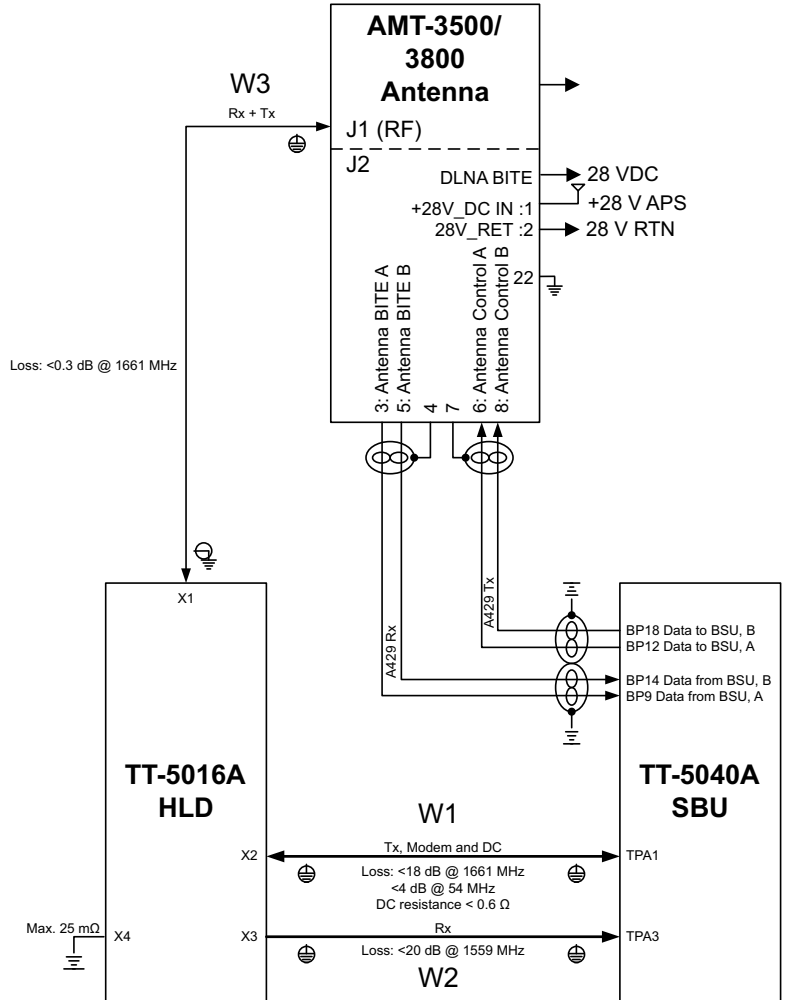 AMT-3500/
3800
Antenna
W3
Rx + Tx
J1 (RF)
J2
DLNA BITE
28 VDC
+28V_DC IN :1
+28 V APS
28V_RET :2
28 V RTN
22
3: Antenna BITE A
5: Antenna BITE B
4
7
6: Antenna Control A
8: Antenna Control B
Loss: <0.3 dB @ 1661 MHz
X1
A429 Rx
A429 Tx
BP18 Data to BSU, B
BP12 Data to BSU, A
BP14 Data from BSU, B
BP9 Data from BSU, A
TT-5016A
HLD
TT-5040A
SBU
W1
X2
Tx, Modem and DC
TPA1
Loss: <18 dB @ 1661 MHz
<4 dB @ 54 MHz
DC resistance < 0.6 Ω
Max. 25 mΩ
X4
X3
Rx
TPA3
Loss: <20 dB @ 1559 MHz
W2